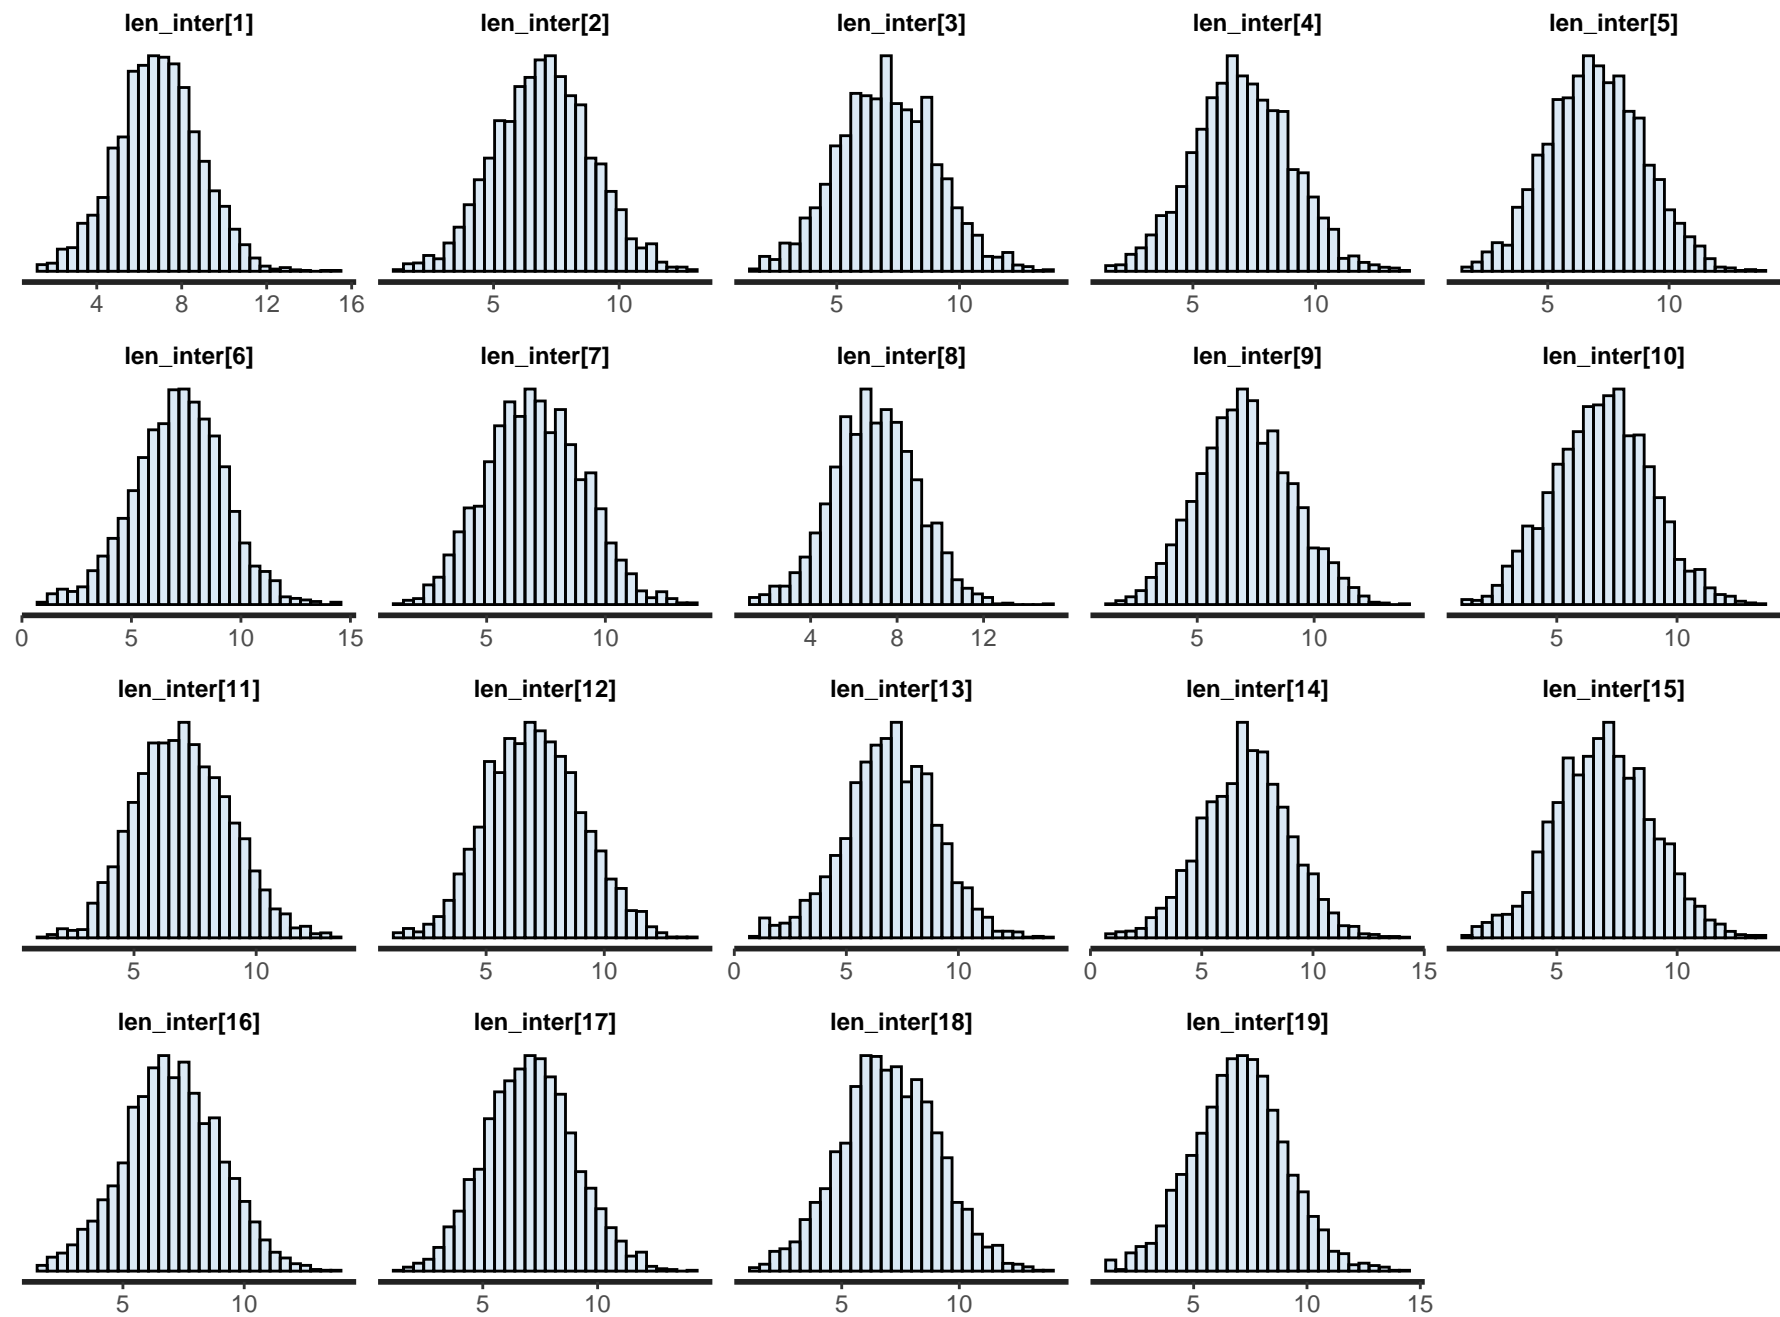 len_inter[1] len_inter[2] len_inter[3] len_inter[4] len_inter[5]
4 8 12 16 5 10 5 10 5 10 5 10
len_inter[6] len_inter[7] len_inter[8] len_inter[9] len_inter[10]
0 5 10 15 5 10 4 8 12 5 10 5 10
len_inter[11] len_inter[12] len_inter[13] len_inter[14] len_inter[15]
5 10 5 10 0 5 10 0 5 10 15 5 10
len_inter[16] len_inter[17] len_inter[18] len_inter[19]
5 10 5 10 5 10 5 10 15